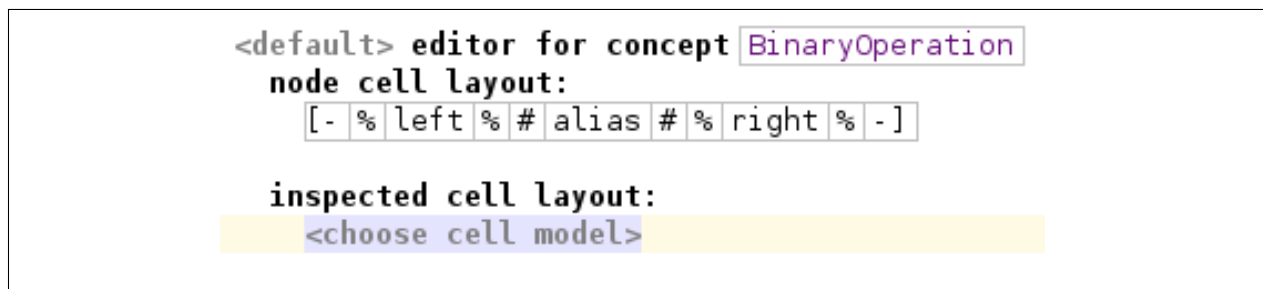 <default> editor for concept BinaryOperation
node cell layout:
[- % left % # alias # % right % -]
inspected cell layout:
<choose cell model>